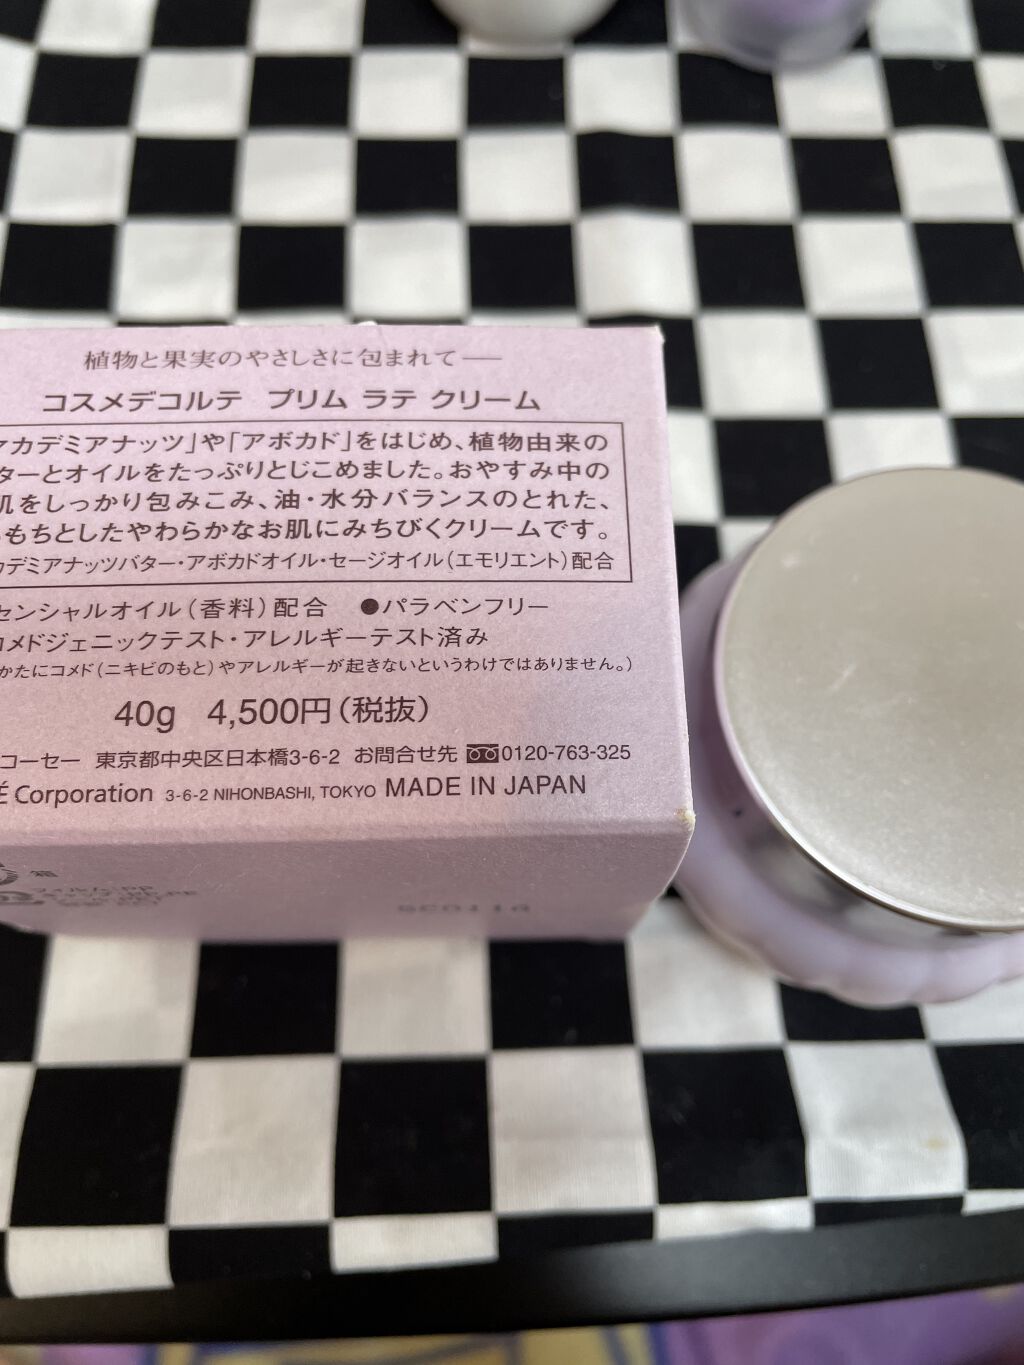 植物と果実のやさしさに包まれて──
コスメデコルテ プリム ラテ クリーム
マカデミアナッツ」や「アボカド」をはじめ、植物由来の
ターとオイルをたっぷりとじこめました。おやすみ中の
肌をしっかり包みこみ、油・水分バランスのとれた、
もちもちとしたやわらかなお肌にみちびくクリームです。
カデミアナッツバター・アボカドオイル・セージオイル(エモリエント)配合
センシャルオイル(香料)配合 ●パラベンフリー
コメドジェニックテスト・アレルギーテスト済み
かたにコメド(ニキビのもと)やアレルギーが起きないというわけではありません。)
40g 4,500円(税抜)
コーセー 東京都中央区日本橋3-6-2 お問合せ先 0120-763-325
É Corporation 3-6-2 NIHONBASHI, TOKYO MADE IN JAPAN
箱